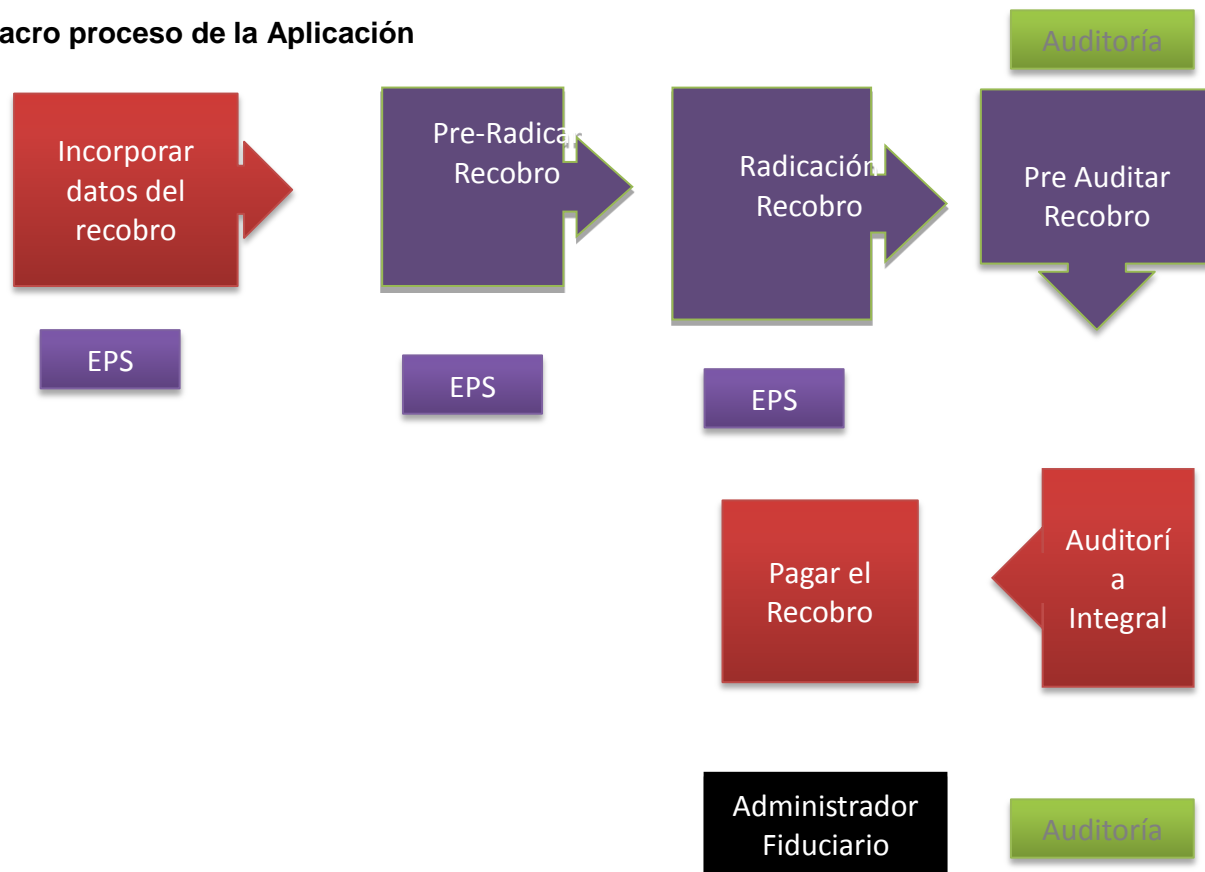 acro proceso de la Aplicación
Auditoría
Incorporar
datos del
recobro
Pre-Radicar
Recobro
Radicación
Recobro
Pre Auditar
Recobro
EPS
EPS
EPS
Pagar el
Recobro
Auditorí
a
Integral
Administrador
Fiduciario
Auditoría